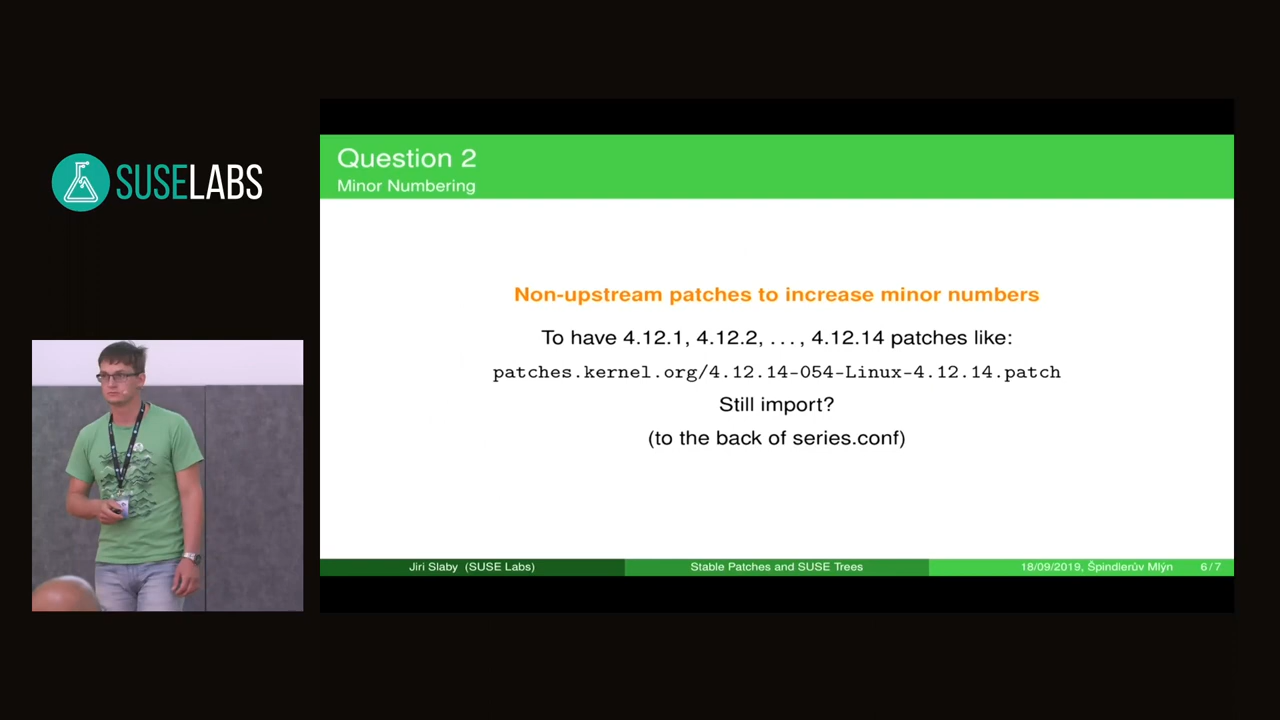 SUSELABS
Question 2
Minor Numbering
Non-upstream patches to increase minor numbers
To have 4.12.1, 4.12.2, . . . , 4.12.14 patches like:
patches.kernel.org/4.12.14-054-Linux-4.12.14.patch
Still import?
(to the back of series.conf)
Jiri Slaby (SUSE Labs)
Stable Patches and SUSE Trees
18/09/2019, Špindlerův Mlýn
6/7